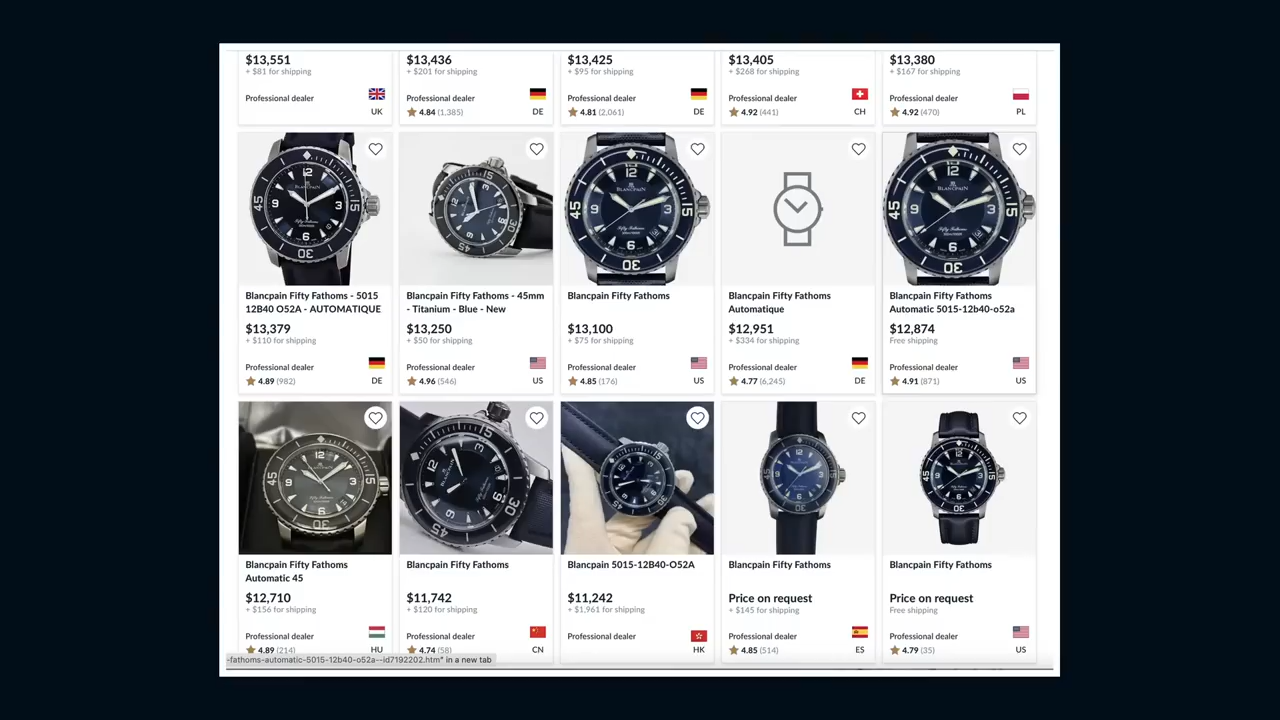 $13,551
+ $81 for shipping
Professional dealer
UK
$13,436
+ $201 for shipping
Professional dealer
4.84 (1,385)
DE
$13,425
+ $95 for shipping
Professional dealer
4.81 (2,061)
DE
$13,405
+ $268 for shipping
Professional dealer
4.92 (441)
CH
$13,380
+ $167 for shipping
Professional dealer
4.92 (470)
PL
Blancpain Fifty Fathoms - 5015
12B40 O52A - AUTOMATIQUE
$13,379
+ $110 for shipping
Professional dealer
4.89 (982)
DE
Blancpain Fifty Fathoms - 45mm
- Titanium - Blue - New
$13,250
+ $50 for shipping
Professional dealer
4.96 (546)
US
Blancpain Fifty Fathoms
$13,100
+ $75 for shipping
Professional dealer
4.85 (176)
US
Blancpain Fifty Fathoms
Automatique
$12,951
+ $334 for shipping
Professional dealer
4.77 (6,245)
DE
Blancpain Fifty Fathoms
Automatic 5015-12b40-o52a
$12,874
Free shipping
Professional dealer
4.91 (871)
US
Blancpain Fifty Fathoms
Automatic 45
$12,710
+ $156 for shipping
Professional dealer
4.89 (214)
HU
Blancpain Fifty Fathoms
$11,742
+ $120 for shipping
Professional dealer
4.74 (58)
CN
Blancpain 5015-12B40-O52A
$11,242
+ $1,961 for shipping
Professional dealer
HK
Blancpain Fifty Fathoms
Price on request
+ $145 for shipping
Professional dealer
4.85 (514)
ES
Blancpain Fifty Fathoms
Price on request
Free shipping
Professional dealer
4.79 (35)
US
-fathoms-automatic-5015-12b40-o52a--id7192202.htm" in a new tab